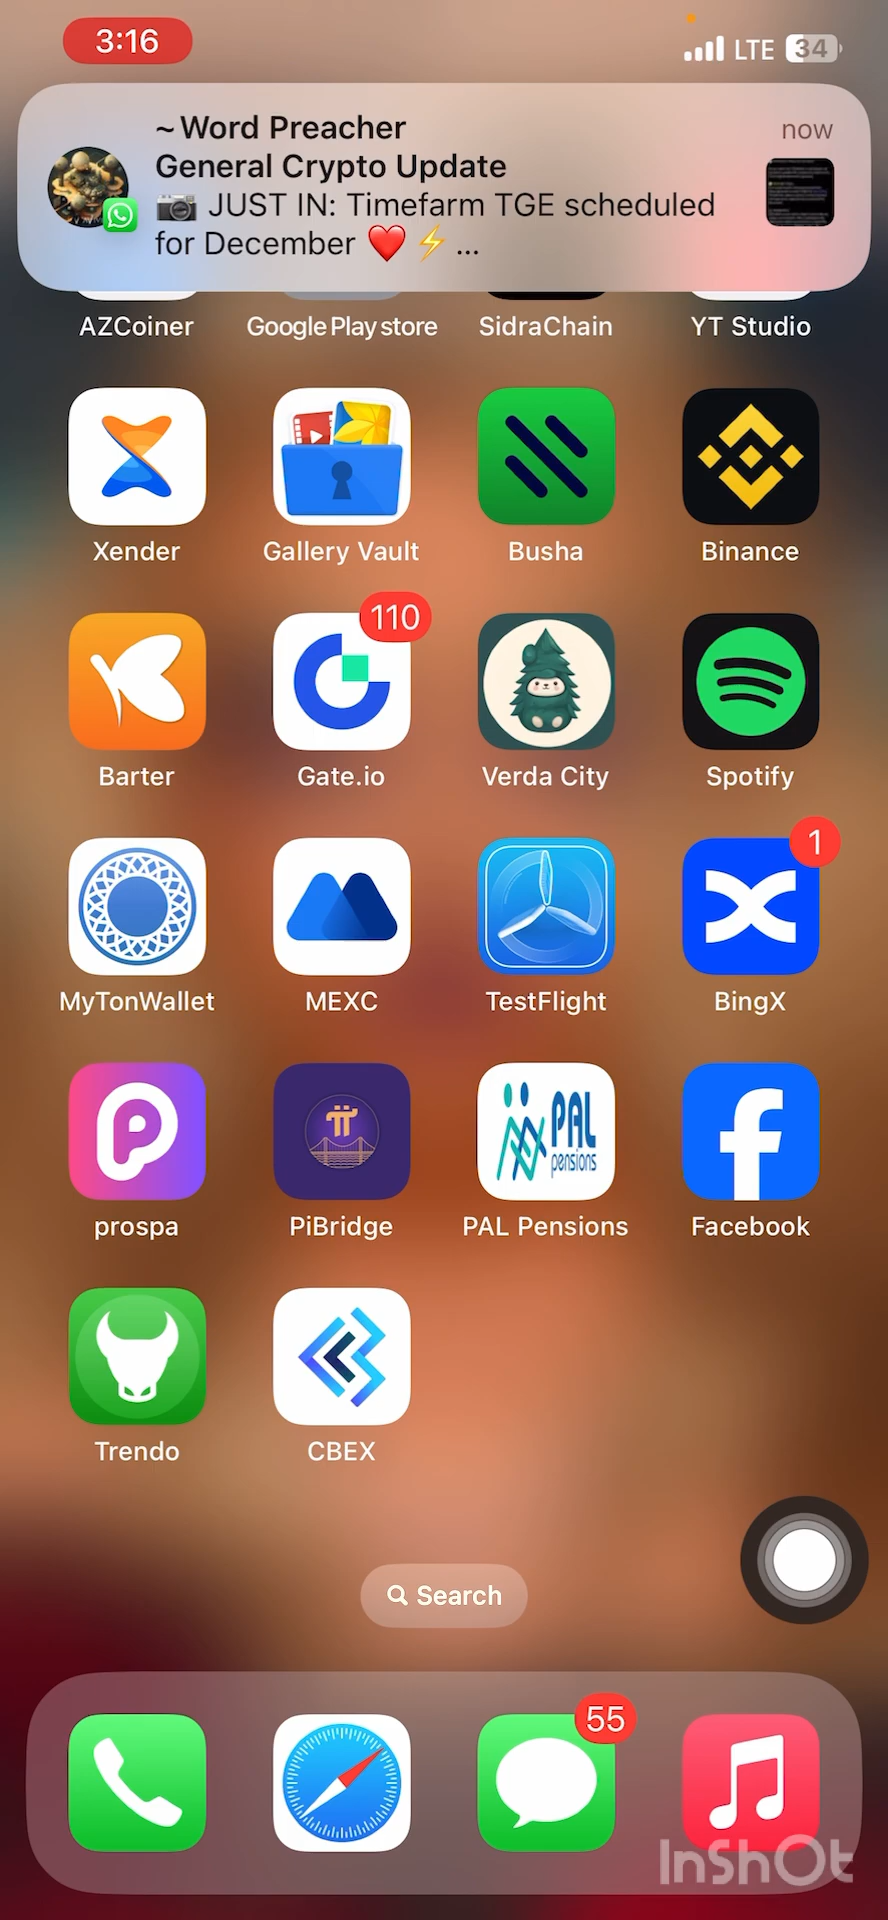 3:16
LTE 34
~ Word Preacher
now
General Crypto Update
📷 JUST IN: Timefarm TGE scheduled
for December ❤️⚡...
AZCoiner
Google Play store
SidraChain
YT Studio
Xender
Gallery Vault
Busha
Binance
110
Barter
Gate.io
Verda City
Spotify
1
MyTonWallet
MEXC
TestFlight
BingX
PAL
pensions
prospa
PiBridge
PAL Pensions
Facebook
Trendo
CBEX
Search
55
InShOt